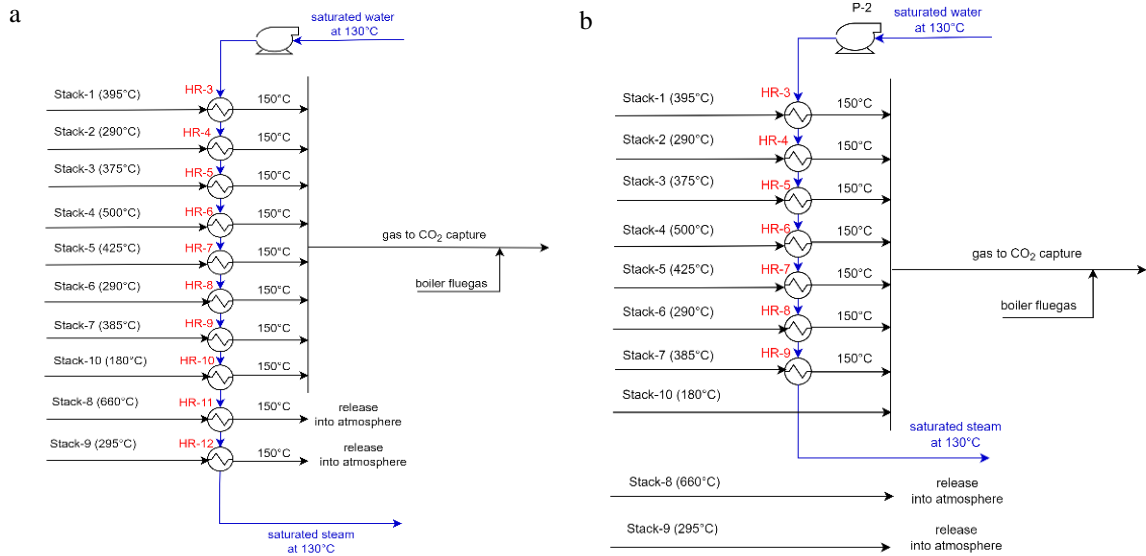 a
saturated water
at 130°C
Stack-1 (395°C)
HR-3
150°C
Stack-2 (290°C)
HR-4
150°C
Stack-3 (375°C)
HR-5
150°C
Stack-4 (500°C)
HR-6
150°C
Stack-5 (425°C)
HR-7
150°C
Stack-6 (290°C)
HR-8
150°C
Stack-7 (385°C)
HR-9
150°C
Stack-10 (180°C)
HR-10
150°C
Stack-8 (660°C)
HR-11
150°C
release
into atmosphere
Stack-9 (295°C)
HR-12
150°C
release
into atmosphere
gas to CO2 capture
boiler fluegas
saturated steam
at 130°C
b
P-2
saturated water
at 130°C
Stack-1 (395°C)
HR-3
150°C
Stack-2 (290°C)
HR-4
150°C
Stack-3 (375°C)
HR-5
150°C
Stack-4 (500°C)
HR-6
150°C
Stack-5 (425°C)
HR-7
150°C
Stack-6 (290°C)
HR-8
150°C
Stack-7 (385°C)
HR-9
150°C
Stack-10 (180°C)
gas to CO2 capture
boiler fluegas
saturated steam
at 130°C
Stack-8 (660°C)
release
into atmosphere
Stack-9 (295°C)
release
into atmosphere